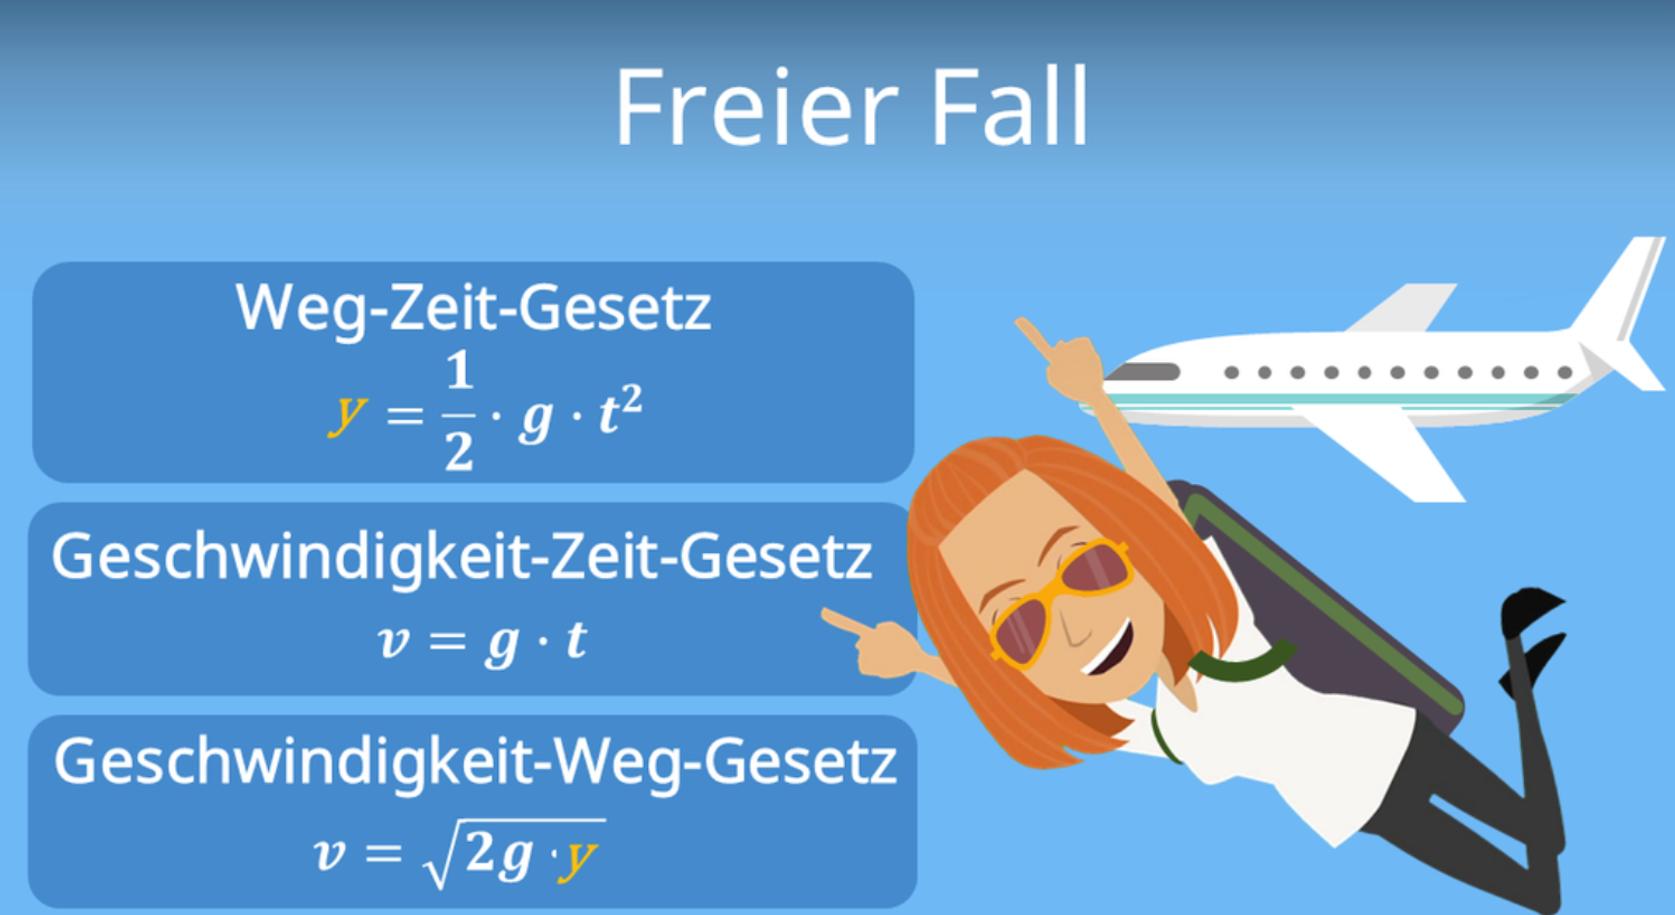 Freier Fall
Weg-Zeit-Gesetz
y = 1/2 · g · t²
Geschwindigkeit-Zeit-Gesetz
v = g · t
Geschwindigkeit-Weg-Gesetz
v = √2g · y